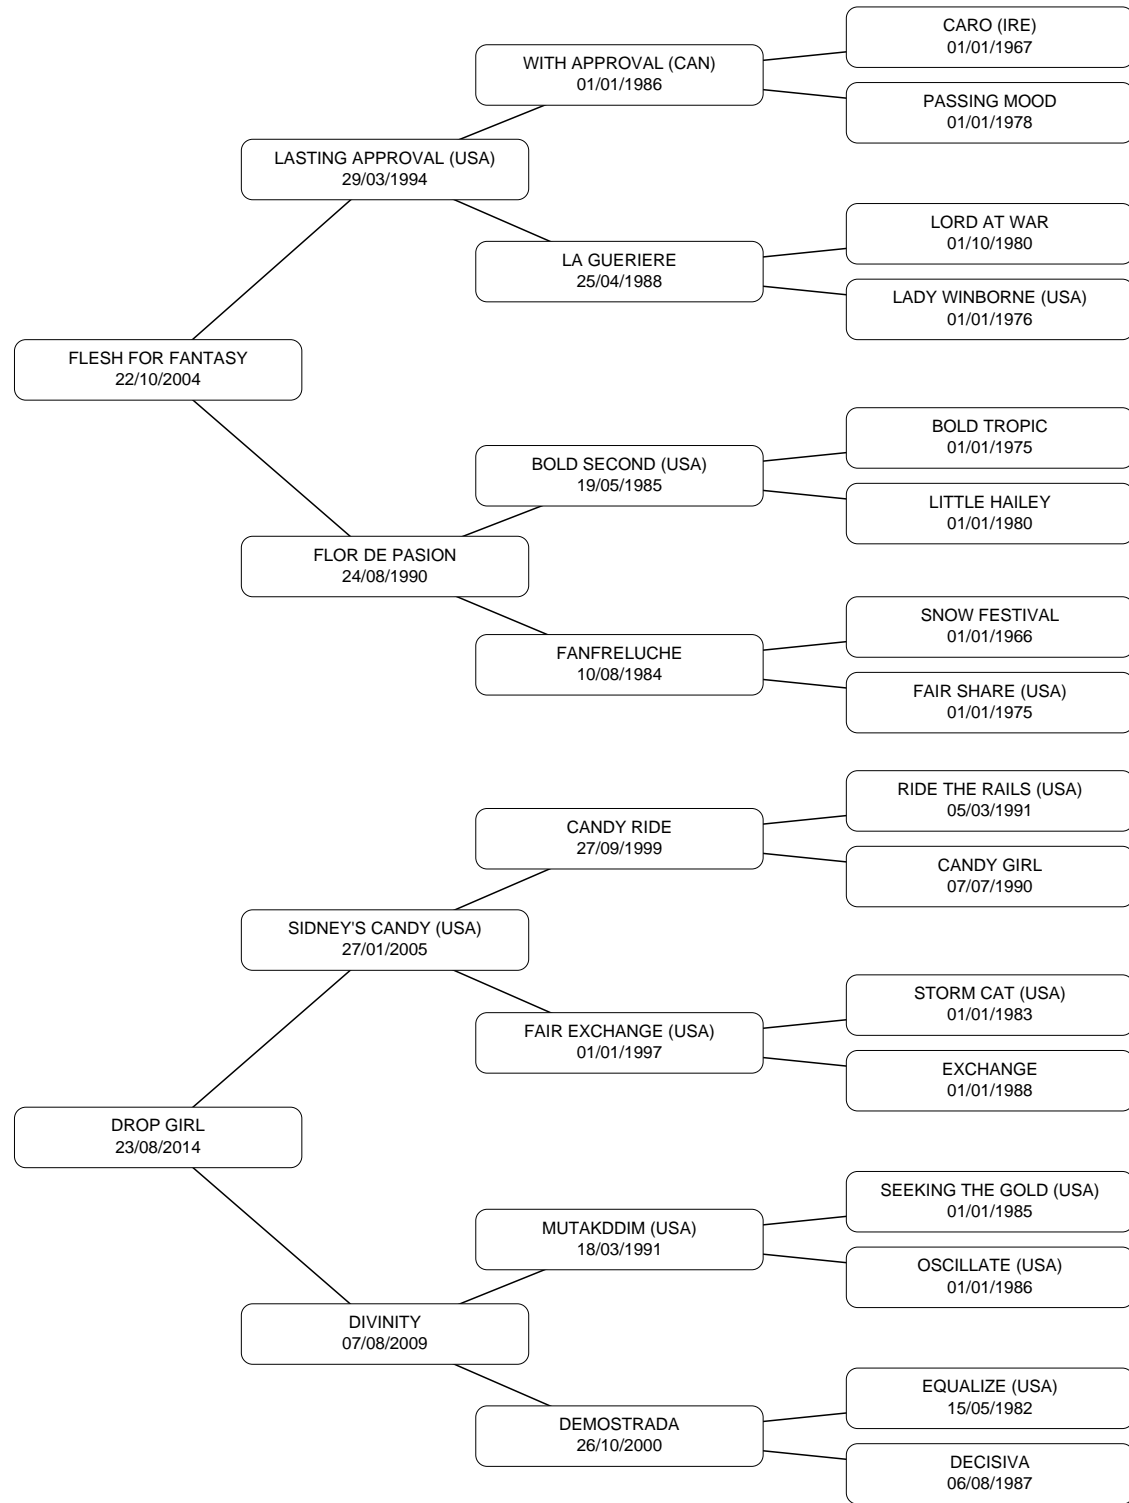 CARO (IRE)
01/01/1967
WITH APPROVAL (CAN)
01/01/1986
PASSING MOOD
01/01/1978
LASTING APPROVAL (USA)
29/03/1994
LORD AT WAR
01/10/1980
LA GUERIERE
25/04/1988
LADY WINBORNE (USA)
01/01/1976
FLESH FOR FANTASY
22/10/2004
BOLD TROPIC
01/01/1975
BOLD SECOND (USA)
19/05/1985
LITTLE HAILEY
01/01/1980
FLOR DE PASION
24/08/1990
SNOW FESTIVAL
01/01/1966
FANFRELUCHE
10/08/1984
FAIR SHARE (USA)
01/01/1975
RIDE THE RAILS (USA)
05/03/1991
CANDY RIDE
27/09/1999
CANDY GIRL
07/07/1990
SIDNEY'S CANDY (USA)
27/01/2005
STORM CAT (USA)
01/01/1983
FAIR EXCHANGE (USA)
01/01/1997
EXCHANGE
01/01/1988
DROP GIRL
23/08/2014
SEEKING THE GOLD (USA)
01/01/1985
MUTAKDDIM (USA)
18/03/1991
OSCILLATE (USA)
01/01/1986
DIVINITY
07/08/2009
EQUALIZE (USA)
15/05/1982
DEMOSTRADA
26/10/2000
DECISIVA
06/08/1987